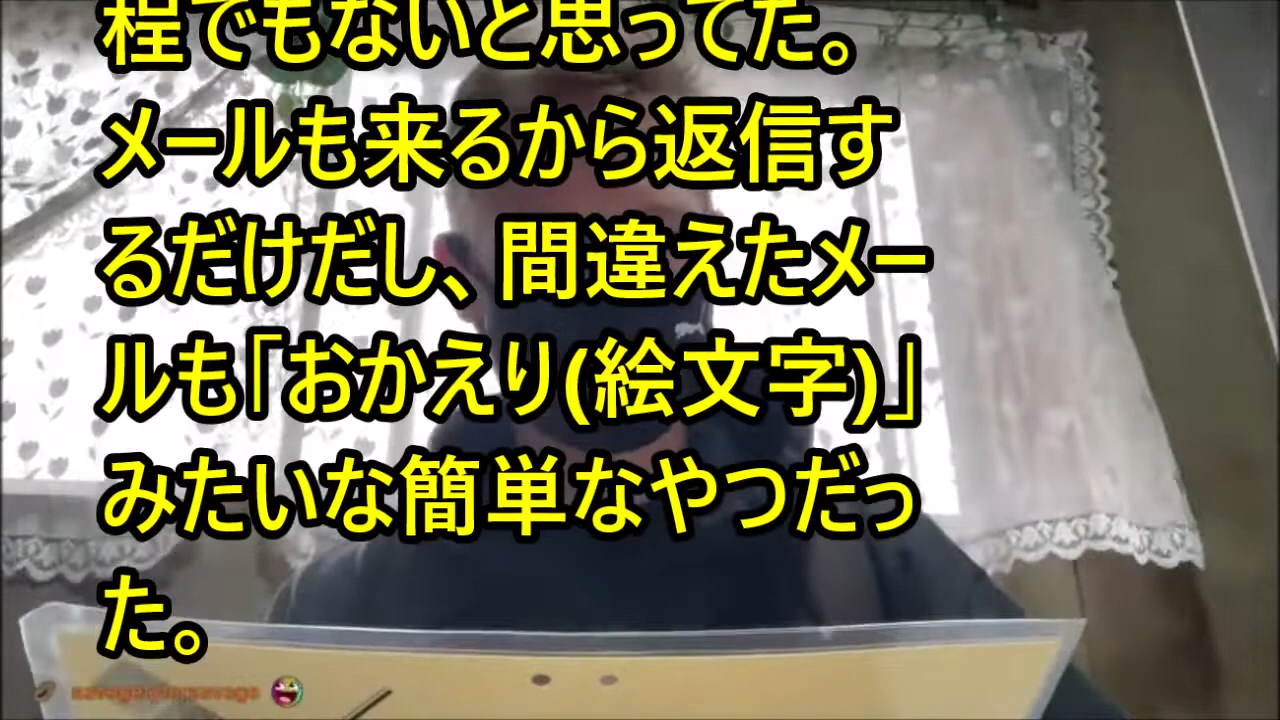 程でもないと思ってた。
メールも来るから返信す
るだけだし、間違えたメー
ルも「おかえり(絵文字)」
みたいな簡単なやつだっ
た。